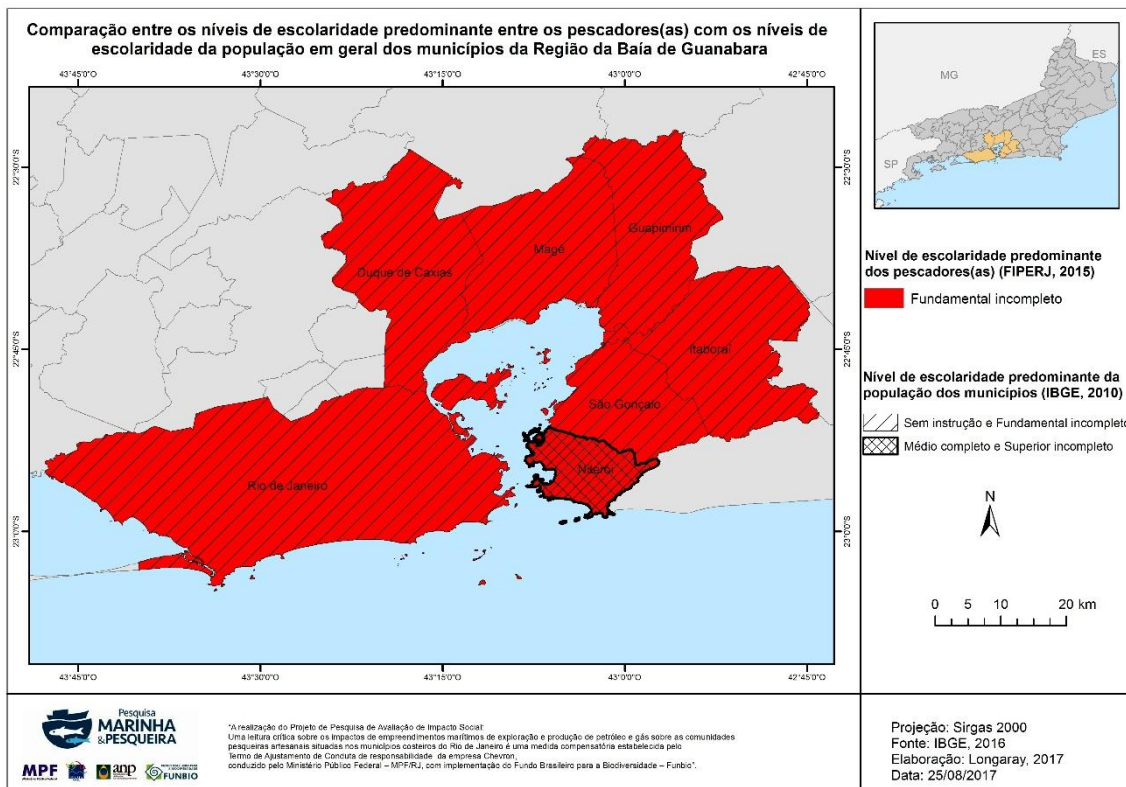 Comparação entre os níveis de escolaridade predominante entre os pescadores(as) com os níveis de
escolaridade da população em geral dos municípios da Região da Baía de Guanabara
43°45'0"O 43°30'0"O 43°15'0"O 43°0'0"O 42°45'0"O
22°30'0"S
22°30'0"S
22°45'0"S
22°45'0"S
23°0'0"S
23°0'0"S
Guapimirim
Magé
Duque de Caxias
Itaboraí
São Gonçalo
Niterói
Rio de Janeiro
43°45'0"O 43°30'0"O 43°15'0"O 43°0'0"O 42°45'0"O
ES
MG
SP
Nível de escolaridade predominante
dos pescadores(as) (FIPERJ, 2015)
Fundamental incompleto
Nível de escolaridade predominante da
população dos municípios (IBGE, 2010)
Sem instrução e Fundamental incompleto
Médio completo e Superior incompleto
N
0 5 10 20 km
Pesquisa
MARINHA
&PESQUEIRA
MPF
anp
FUNBIO
"A realização do Projeto de Pesquisa de Avaliação de Impacto Social:
Uma leitura crítica sobre os impactos de empreendimentos marítimos de exploração e produção de petróleo e gás sobre as comunidades
pesqueiras artesanais situadas nos municípios costeiros do Rio de Janeiro é uma medida compensatória estabelecida pelo
Termo de Ajustamento de Conduta de responsabilidade da empresa Chevron,
conduzido pelo Ministério Público Federal – MPF/RJ, com implementação do Fundo Brasileiro para a Biodiversidade – Funbio".
Projeção: Sirgas 2000
Fonte: IBGE, 2016
Elaboração: Longaray, 2017
Data: 25/08/2017